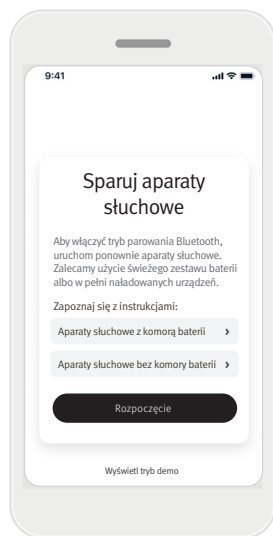 9:41
Sparuj aparaty
słuchowe
Aby włączyć tryb parowania Bluetooth,
uruchom ponownie aparaty słuchowe.
Zalecamy użycie świeżego zestawu baterii
albo w pełni naładowanych urządzeń.
Zapoznaj się z instrukcjami:
Aparaty słuchowe z komorą baterii
Aparaty słuchowe bez komory baterii
Rozpoczęcie
Wyświetl tryb demo